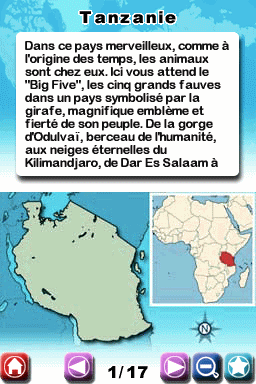 Tanzanie
Dans ce pays merveilleux, comme à
l'origine des temps, les animaux
sont chez eux. Ici vous attend le
"Big Five", les cinq grands fauves
dans un pays symbolisé par la
girafe, magnifique emblème et
fierté de son peuple. De la gorge
d'Odulvaï, berceau de l'humanité,
aux neiges éternelles du
Kilimandjaro, de Dar Es Salaam à
1/17